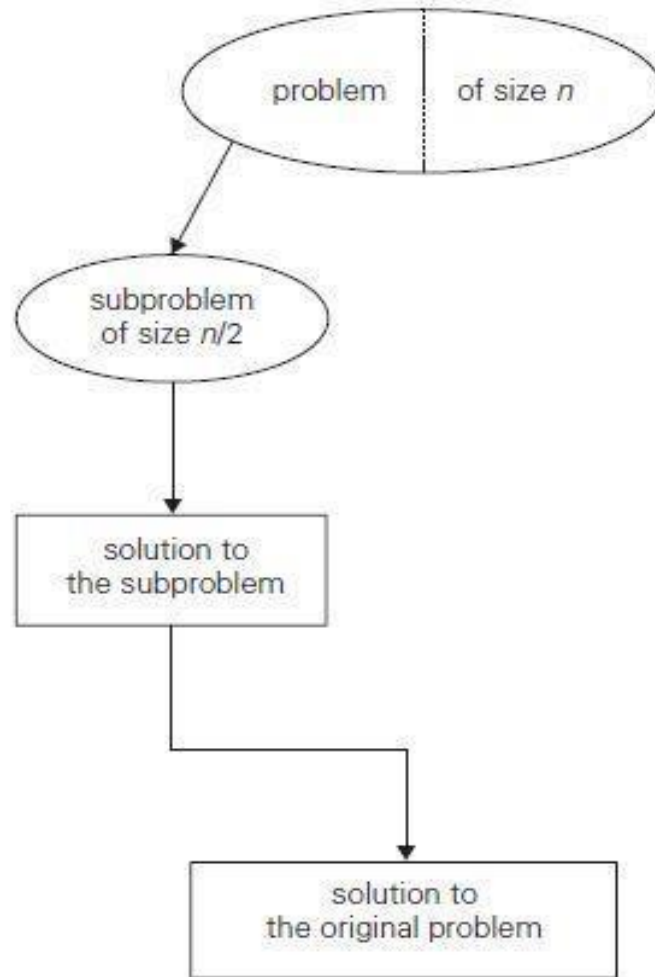 problem of size n
subproblem
of size n/2
solution to
the subproblem
solution to
the original problem